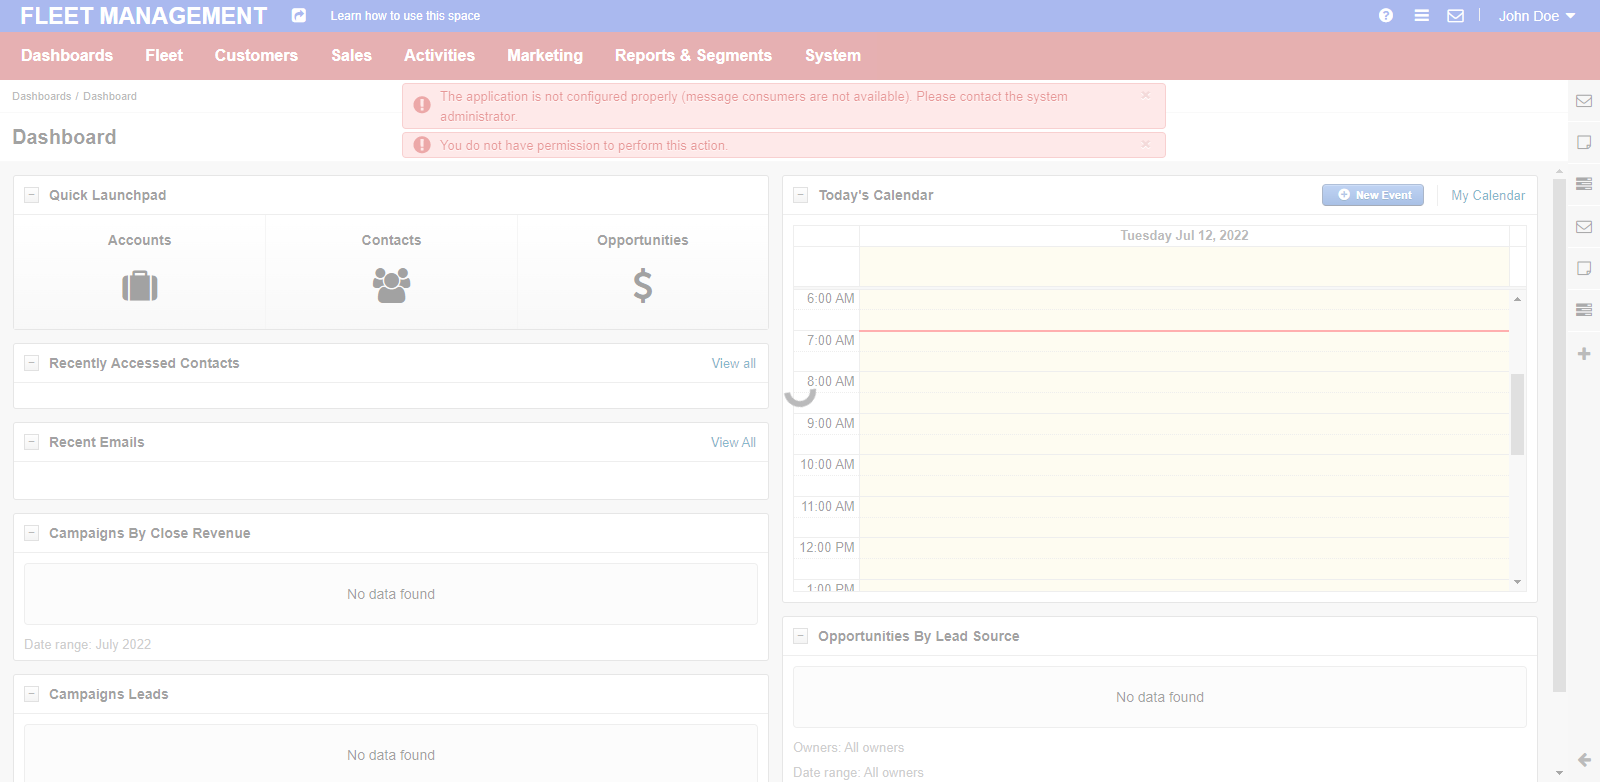 FLEET MANAGEMENT
Learn how to use this space
John Doe
Dashboards Fleet Customers Sales Activities Marketing Reports & Segments System
Dashboards / Dashboard
The application is not configured properly (message consumers are not available). Please contact the system
administrator.
You do not have permission to perform this action.
Dashboard
Quick Launchpad
Accounts
Contacts
Opportunities
Recently Accessed Contacts
View all
Recent Emails
View All
Campaigns By Close Revenue
No data found
Date range: July 2022
Campaigns Leads
No data found
Today's Calendar
New Event
My Calendar
Tuesday Jul 12, 2022
6:00 AM
7:00 AM
8:00 AM
9:00 AM
10:00 AM
11:00 AM
12:00 PM
1:00 PM
Opportunities By Lead Source
No data found
Owners: All owners
Date range: All owners